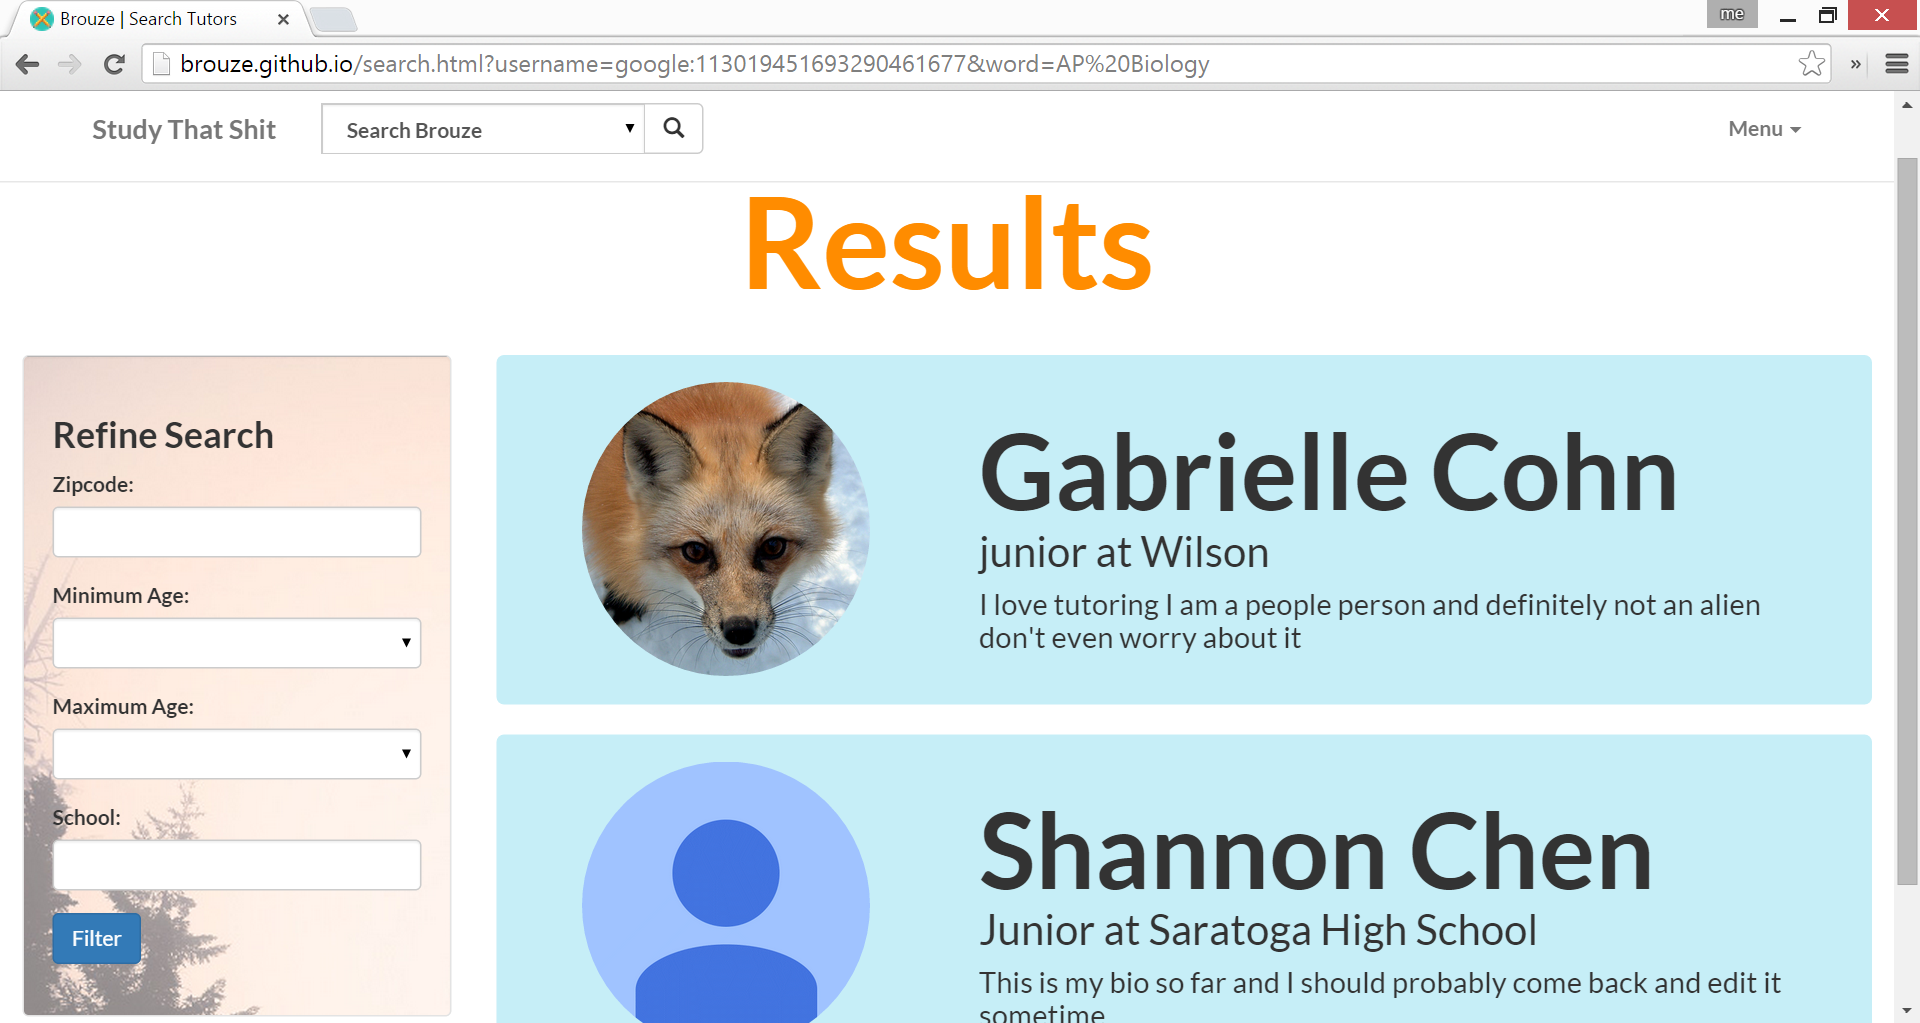 Brouze | Search Tutors
me
brouze.github.io/search.html?username=google:113019451693290461677&word=AP%20Biology
Study That Shit
Search Brouze
Menu
Results
Refine Search
Zipcode:
Minimum Age:
Maximum Age:
School:
Filter
Gabrielle Cohn
junior at Wilson
I love tutoring I am a people person and definitely not an alien
don't even worry about it
Shannon Chen
Junior at Saratoga High School
This is my bio so far and I should probably come back and edit it
sometime